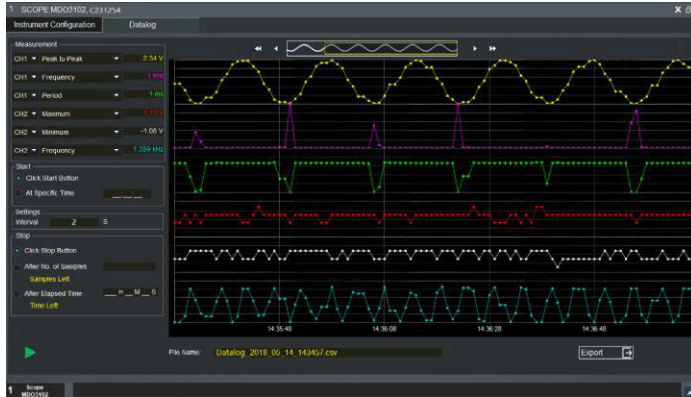 1 SCOPE:MDO3102, C231254 X
Instrument Configuration Datalog
Measurement
CH1 Peak to Peak 2.34 V
CH1 Frequency 1 kHz
CH1 Period 1 ms
CH2 Maximum
CH2 Minimum -1.08 V
CH2 Frequency 1.359 kHz
Start
Click Start Button
At Specific Time __:__:__
Settings
Interval 2 S
Stop
Click Stop Button
After No. of Samples
Samples Left
After Elapsed Time: __H__M__S
Time Left
14:35:48 14:36:08 14:36:28 14:36:48
File Name: Datalog_2018_05_14_143457.csv Export
1 Scope
MDO3102